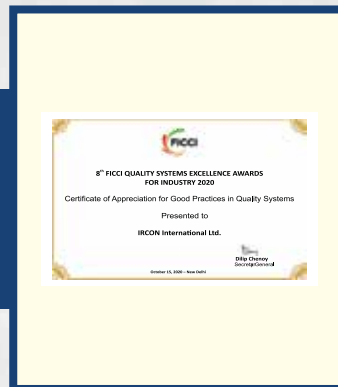 FICCI
8th FICCI QUALITY SYSTEMS EXCELLENCE AWARDS
FOR INDUSTRY 2020
Certificate of Appreciation for Good Practices in Quality Systems
Presented to
IRCON International Ltd.
Dilip Chenoy
Secretary General
October 15, 2020 – New Delhi